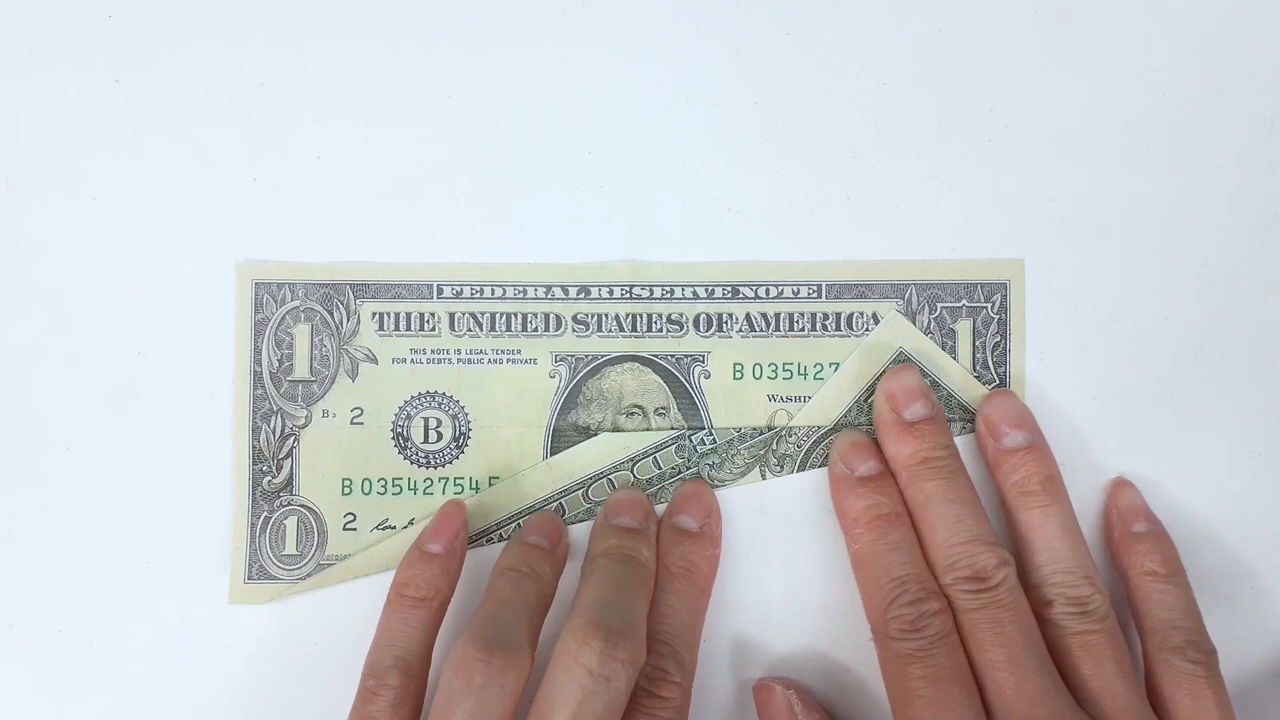 FEDERAL RESERVE NOTE
THE UNITED STATES OF AMERICA
1
1
THIS NOTE IS LEGAL TENDER
FOR ALL DEBTS, PUBLIC AND PRIVATE
B 035427
WASHIN
B3 2
B
B 03542754 F
2
1